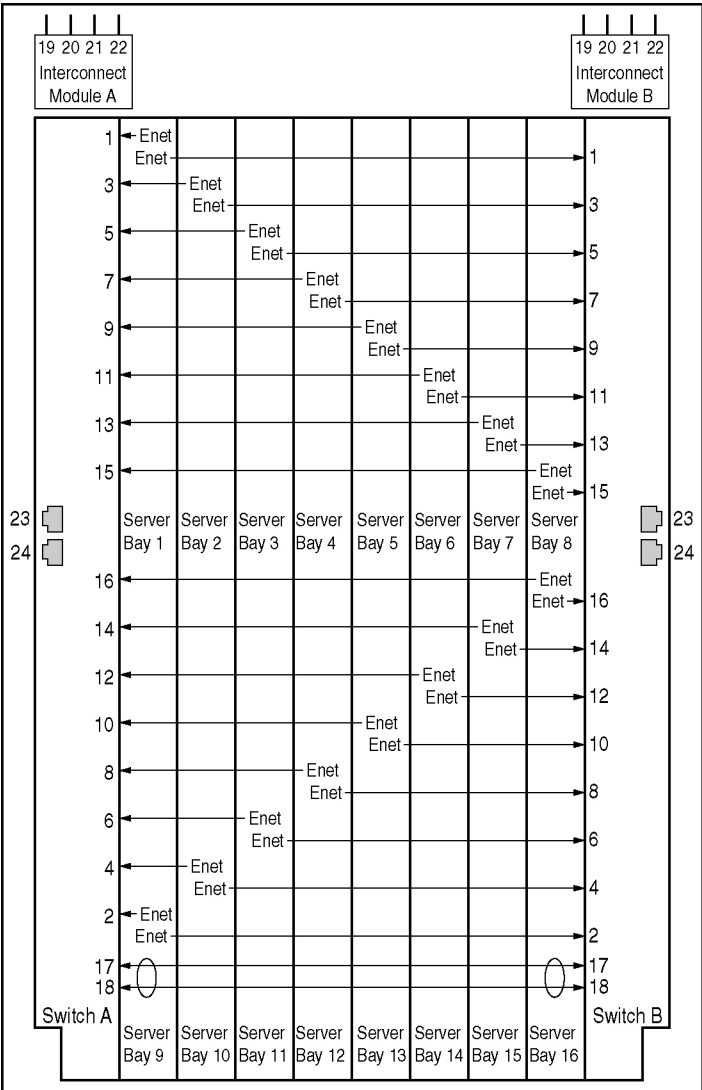 19 20 21 22
Interconnect
Module A
19 20 21 22
Interconnect
Module B
1 Enet
Enet 1
3 Enet
Enet 3
5 Enet
Enet 5
7 Enet
Enet 7
9 Enet
Enet 9
11 Enet
Enet 11
13 Enet
Enet 13
15 Enet
Enet 15
23 23
24 24
Server Bay 1
Server Bay 2
Server Bay 3
Server Bay 4
Server Bay 5
Server Bay 6
Server Bay 7
Server Bay 8
16 Enet
Enet 16
14 Enet
Enet 14
12 Enet
Enet 12
10 Enet
Enet 10
8 Enet
Enet 8
6 Enet
Enet 6
4 Enet
Enet 4
2 Enet
Enet 2
17 17
18 18
Switch A Switch B
Server Bay 9
Server Bay 10
Server Bay 11
Server Bay 12
Server Bay 13
Server Bay 14
Server Bay 15
Server Bay 16